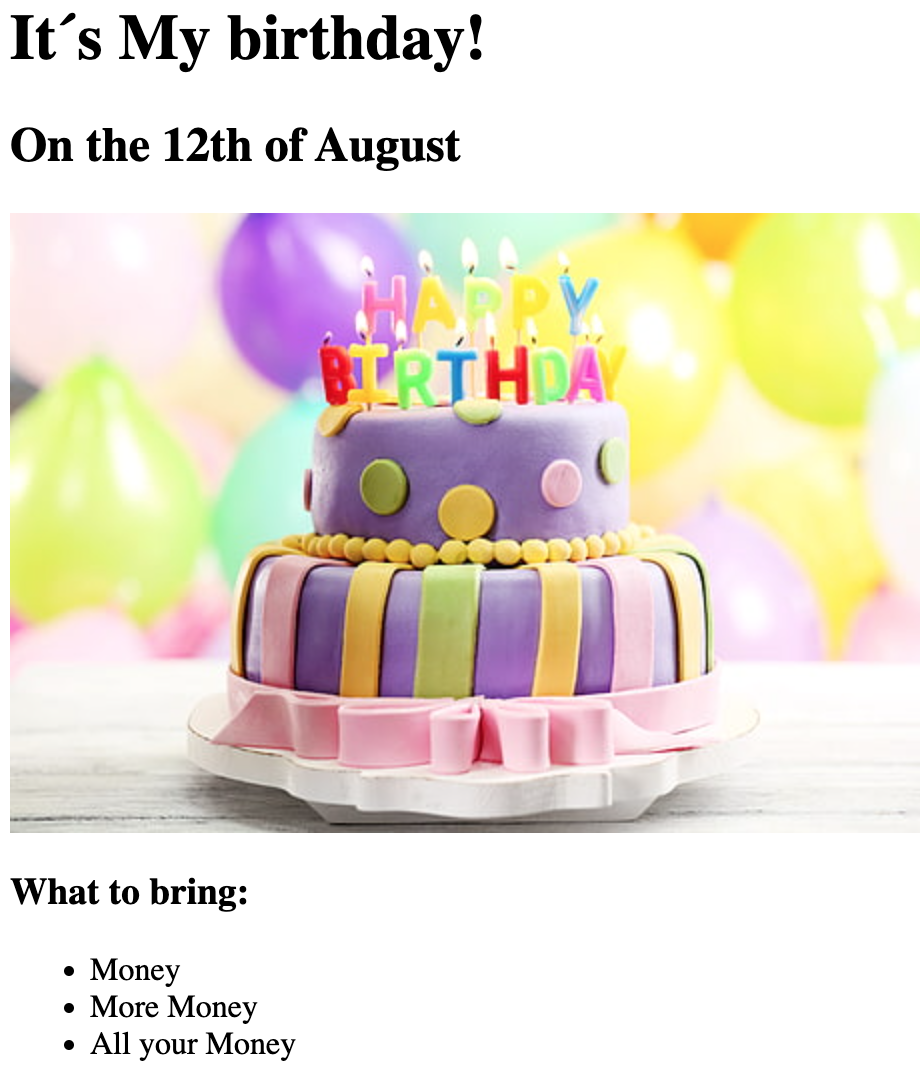 It´s My birthday!
On the 12th of August
HAPPY
BIRTHDAY
What to bring:
Money
More Money
All your Money